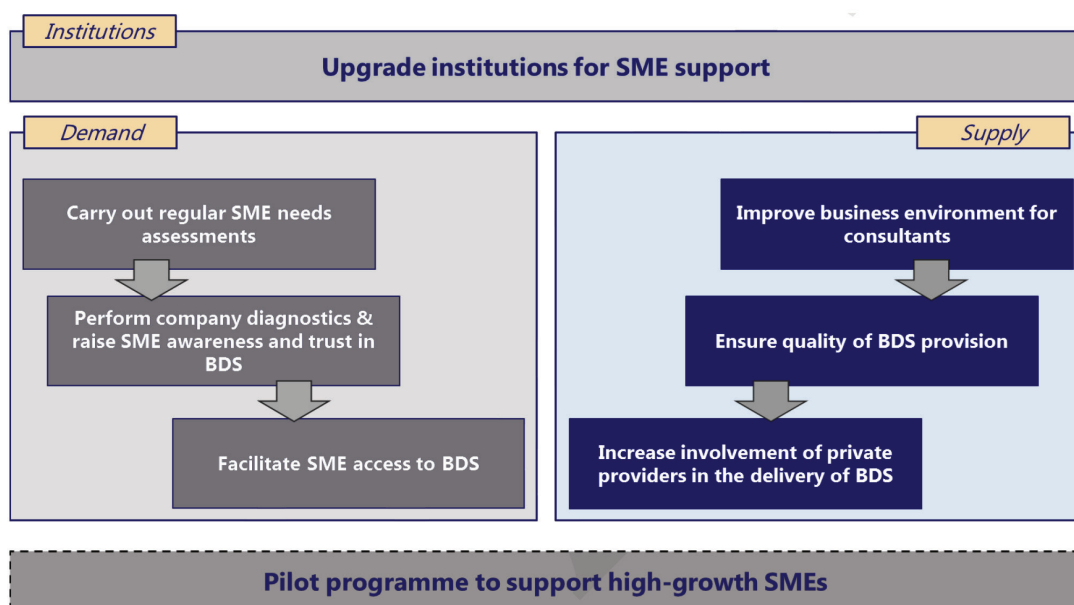 Institutions
Upgrade institutions for SME support
Demand
Carry out regular SME needs
assessments
Perform company diagnostics &
raise SME awareness and trust in
BDS
Facilitate SME access to BDS
Supply
Improve business environment for
consultants
Ensure quality of BDS provision
Increase involvement of private
providers in the delivery of BDS
Pilot programme to support high-growth SMEs